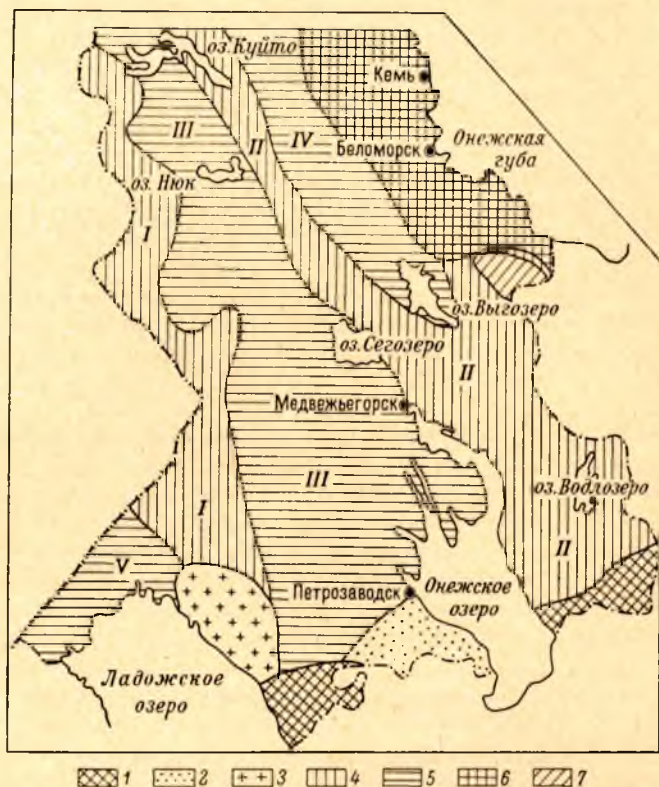 оз. Куйто
Кемь
III
II
IV
Онежская
губа
Беломорск
оз. Нюк
I
оз. Выгозеро
оз. Сегозеро
II
Медвежьегорск
III
оз. Водлозеро
I
II
V
Петрозаводск
Онежское
озеро
Ладожское
озеро
1 2 3 4 5 6 7